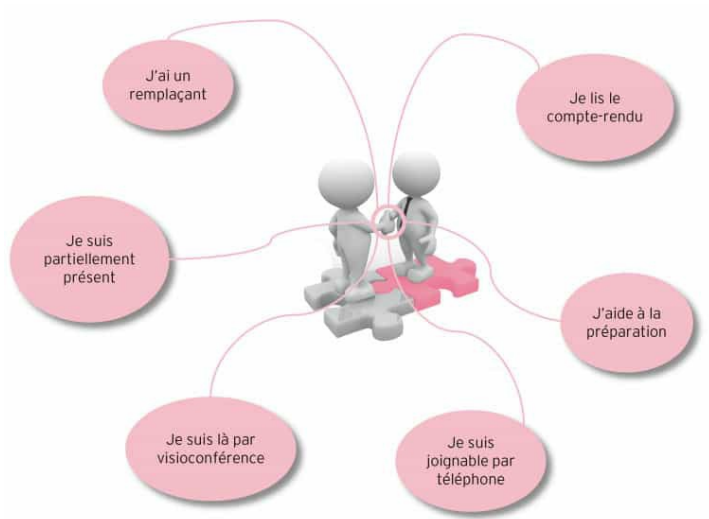 J'ai un
remplaçant
Je lis le
compte-rendu
Je suis
partiellement
présent
J'aide à la
préparation
Je suis là par
visioconférence
Je suis
joignable par
téléphone